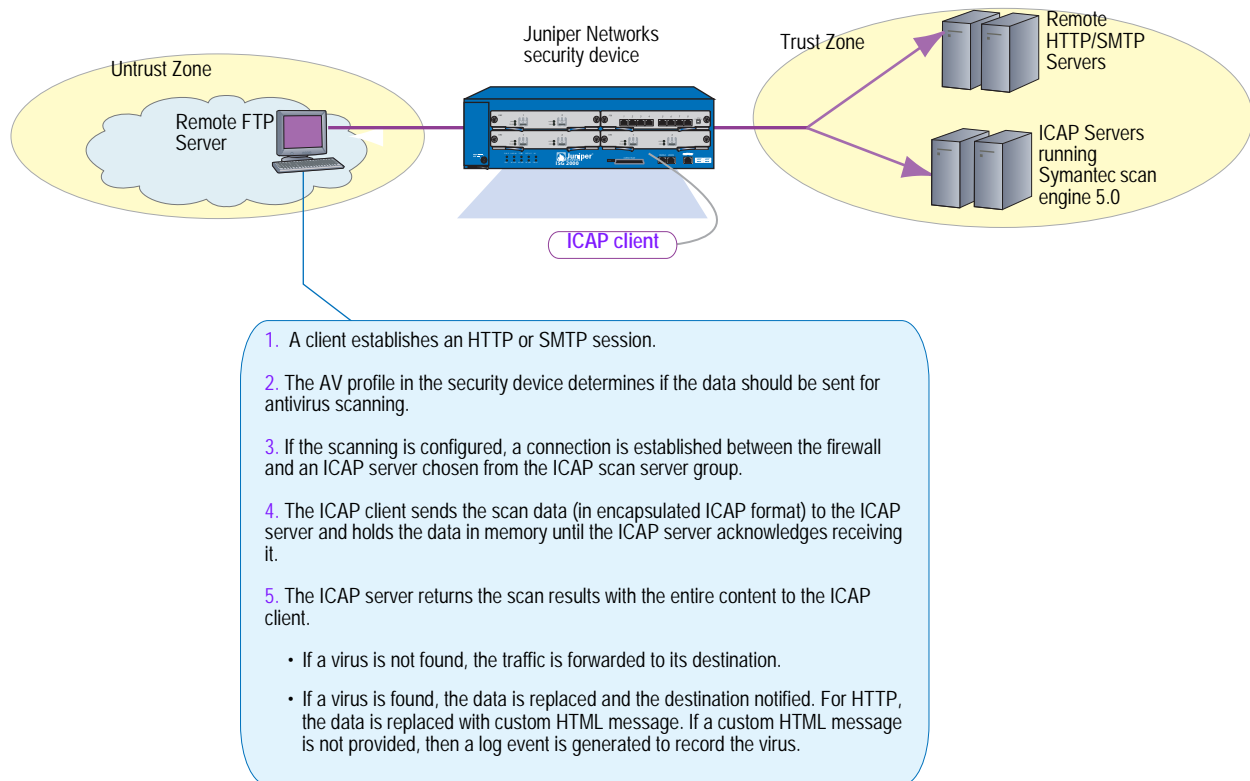 Juniper Networks
security device
Untrust Zone
Trust Zone
Remote
HTTP/SMTP
Servers
Remote FTP
Server
ICAP Servers
running
Symantec scan
engine 5.0
Juniper
ISG 2000
ICAP client
1. A client establishes an HTTP or SMTP session.
2. The AV profile in the security device determines if the data should be sent for
antivirus scanning.
3. If the scanning is configured, a connection is established between the firewall
and an ICAP server chosen from the ICAP scan server group.
4. The ICAP client sends the scan data (in encapsulated ICAP format) to the ICAP
server and holds the data in memory until the ICAP server acknowledges receiving
it.
5. The ICAP server returns the scan results with the entire content to the ICAP
client.
• If a virus is not found, the traffic is forwarded to its destination.
• If a virus is found, the data is replaced and the destination notified. For HTTP,
the data is replaced with custom HTML message. If a custom HTML message
is not provided, then a log event is generated to record the virus.